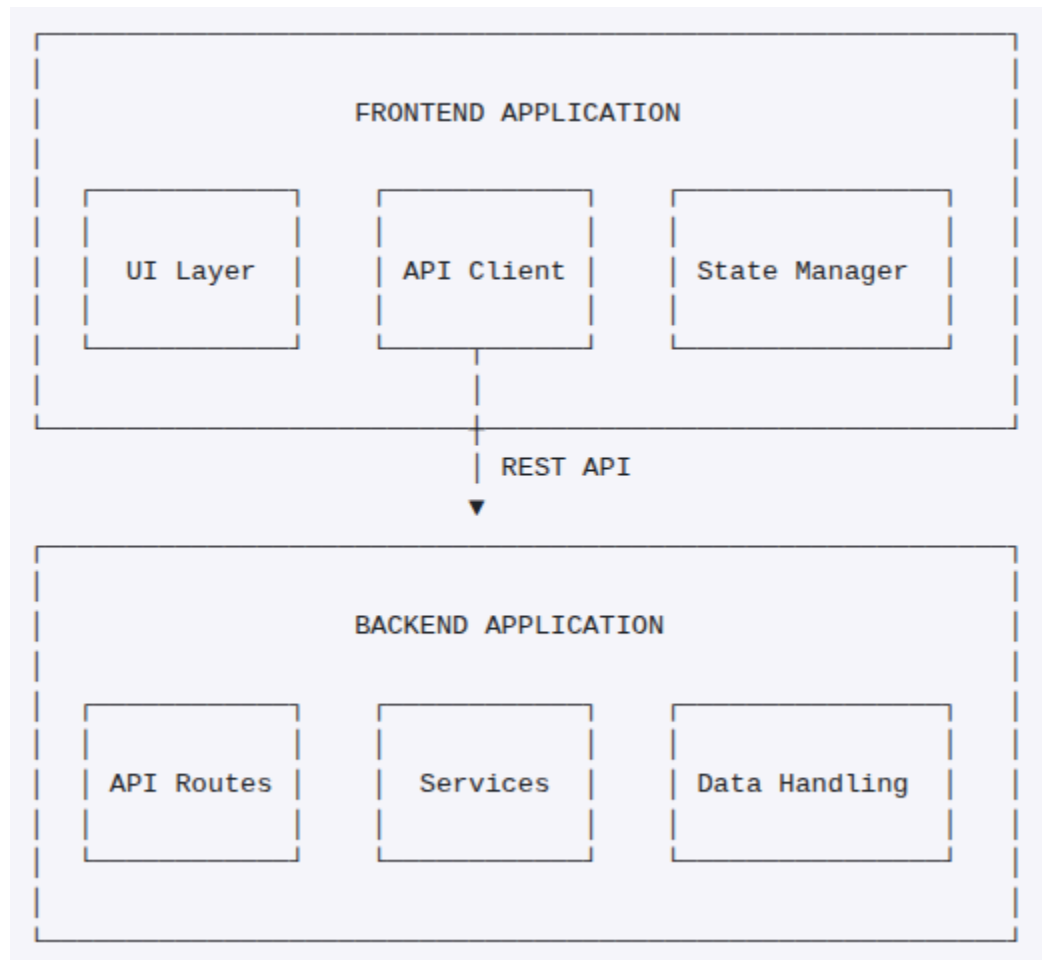 FRONTEND APPLICATION
UI Layer API Client State Manager
REST API
BACKEND APPLICATION
API Routes Services Data Handling